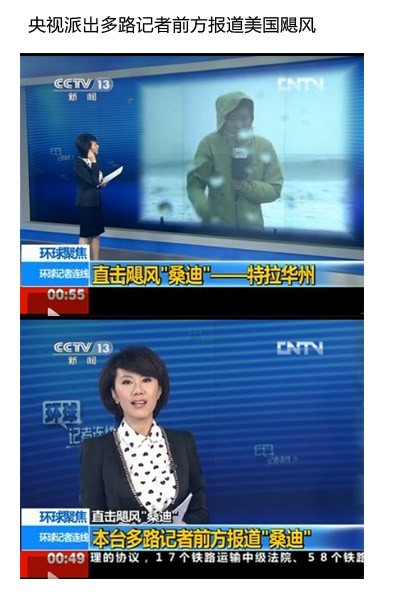 央视派出多路记者前方报道美国飓风
CCTV 13
新闻
CNTV
环球聚焦
环球记者连线
直击飓风"桑迪"——特拉华州
00:55
CCTV 13
新闻
CNTV
环球
记者连线
环球聚焦
直击飓风"桑迪"
环球记者连线
本台多路记者前方报道"桑迪"
00:49
理的协议，17个铁路运输中级法院、58个铁路